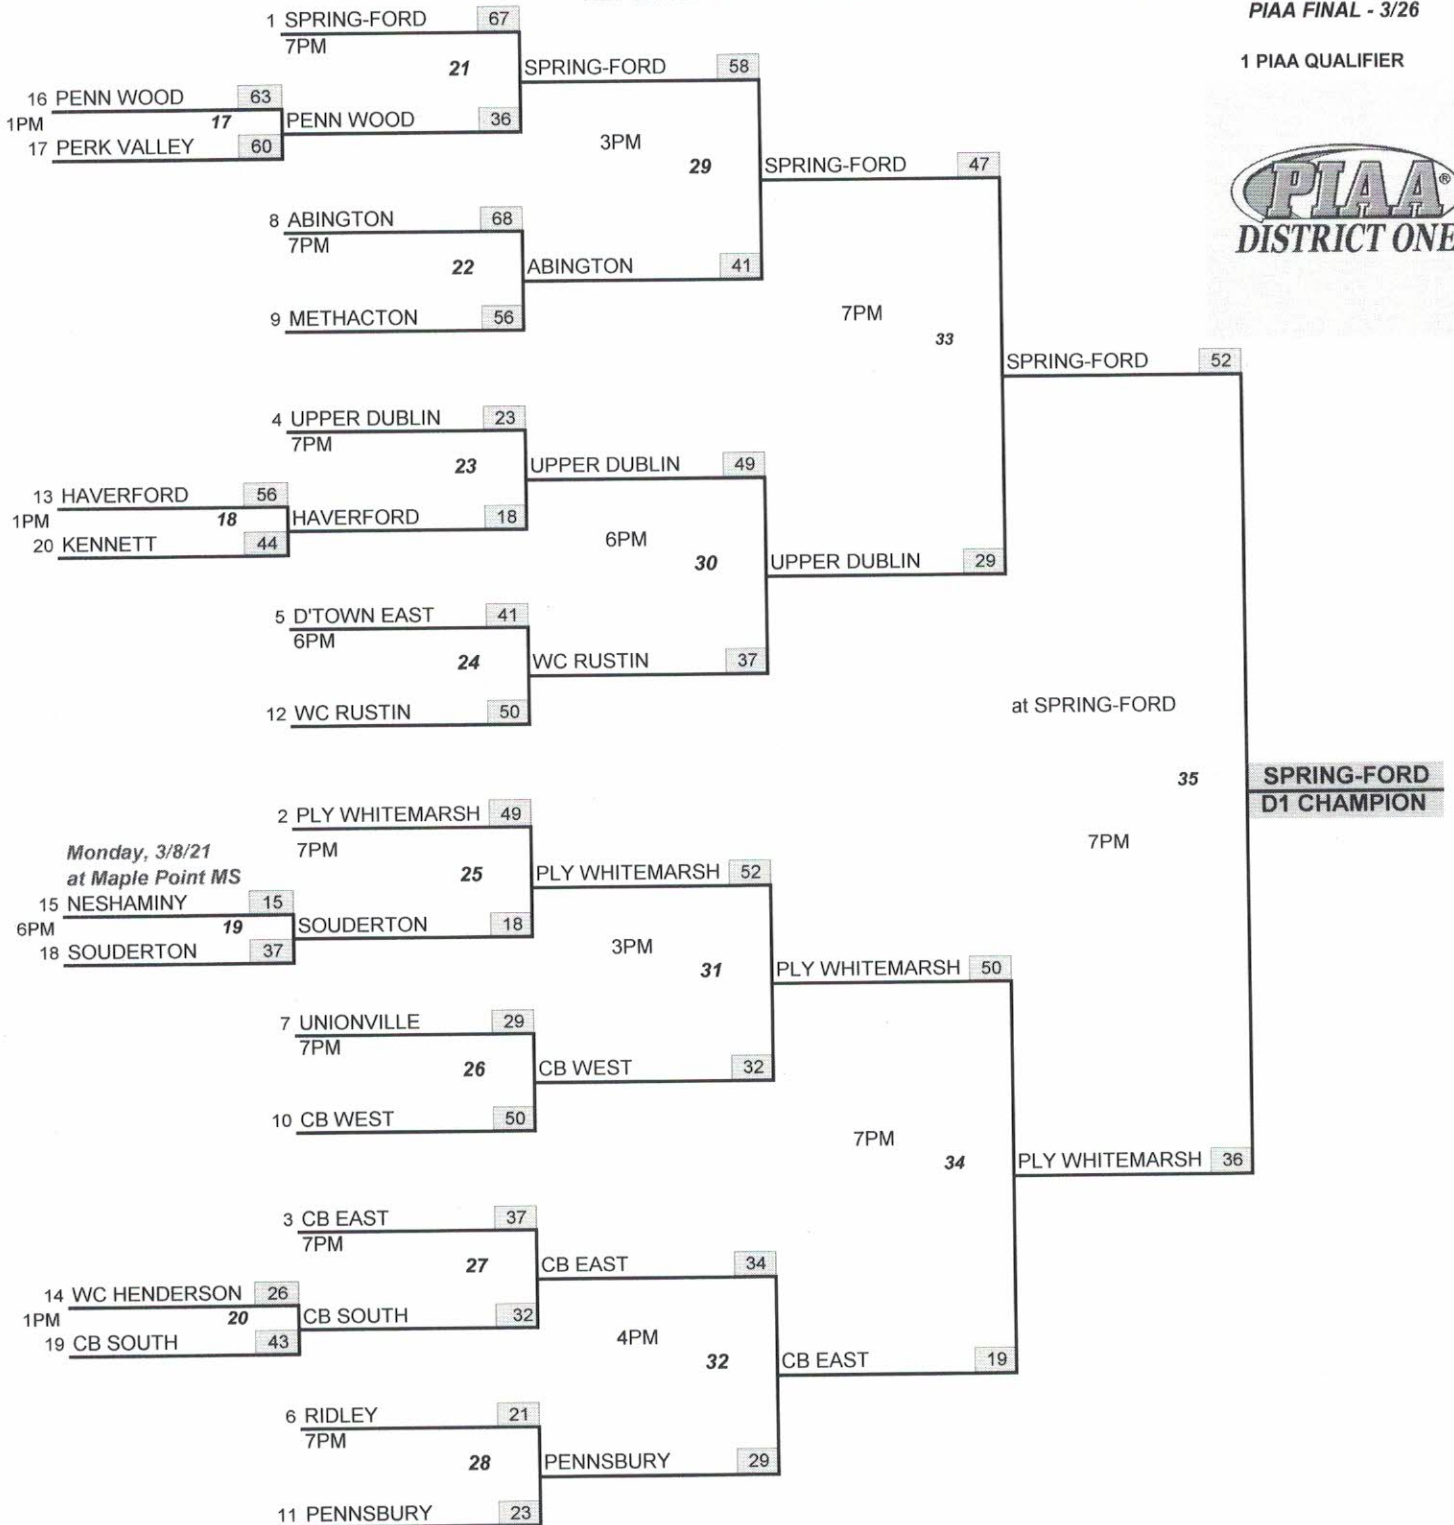 PIAA FINAL - 3/26
1 PIAA QUALIFIER
PIAA®
DISTRICT ONE
1 SPRING-FORD 67
7PM
21
SPRING-FORD 58
16 PENN WOOD 63
1PM
17
PENN WOOD 36
17 PERK VALLEY 60
3PM
29
SPRING-FORD 47
8 ABINGTON 68
7PM
22
ABINGTON 41
9 METHACTON 56
7PM
33
SPRING-FORD 52
4 UPPER DUBLIN 23
7PM
23
UPPER DUBLIN 49
13 HAVERFORD 56
1PM
18
HAVERFORD 18
20 KENNETT 44
6PM
30
UPPER DUBLIN 29
5 D'TOWN EAST 41
6PM
24
WC RUSTIN 37
12 WC RUSTIN 50
at SPRING-FORD
35
SPRING-FORD
D1 CHAMPION
7PM
2 PLY WHITEMARSH 49
7PM
Monday, 3/8/21
at Maple Point MS
25
PLY WHITEMARSH 52
15 NESHAMINY 15
6PM
19
SOUDERTON 18
18 SOUDERTON 37
3PM
31
PLY WHITEMARSH 50
7 UNIONVILLE 29
7PM
26
CB WEST 32
10 CB WEST 50
7PM
34
PLY WHITEMARSH 36
3 CB EAST 37
7PM
27
CB EAST 34
14 WC HENDERSON 26
1PM
20
CB SOUTH 32
19 CB SOUTH 43
4PM
32
CB EAST 19
6 RIDLEY 21
7PM
28
PENNSBURY 29
11 PENNSBURY 23